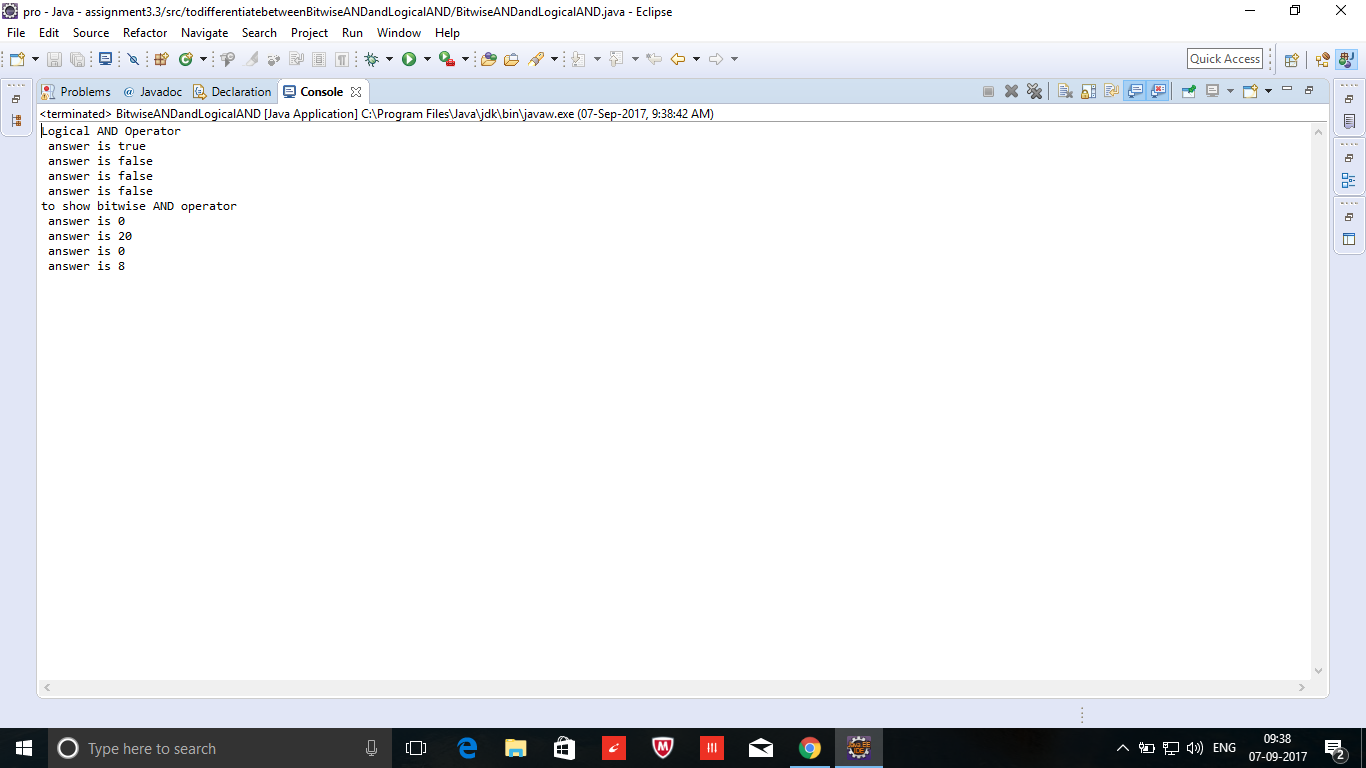 pro - Java - assignment3.3/src/todifferentiatebetweenBitwiseANDandLogicalAND/BitwiseANDandLogicalAND.java - Eclipse
File Edit Source Refactor Navigate Search Project Run Window Help
Quick Access
Problems @ Javadoc Declaration Console
<terminated> BitwiseANDandLogicalAND [Java Application] C:\Program Files\Java\jdk\bin\javaw.exe (07-Sep-2017, 9:38:42 AM)
Logical AND Operator
answer is true
answer is false
answer is false
answer is false
to show bitwise AND operator
answer is 0
answer is 20
answer is 0
answer is 8
Type here to search
ENG
09:38
07-09-2017
2